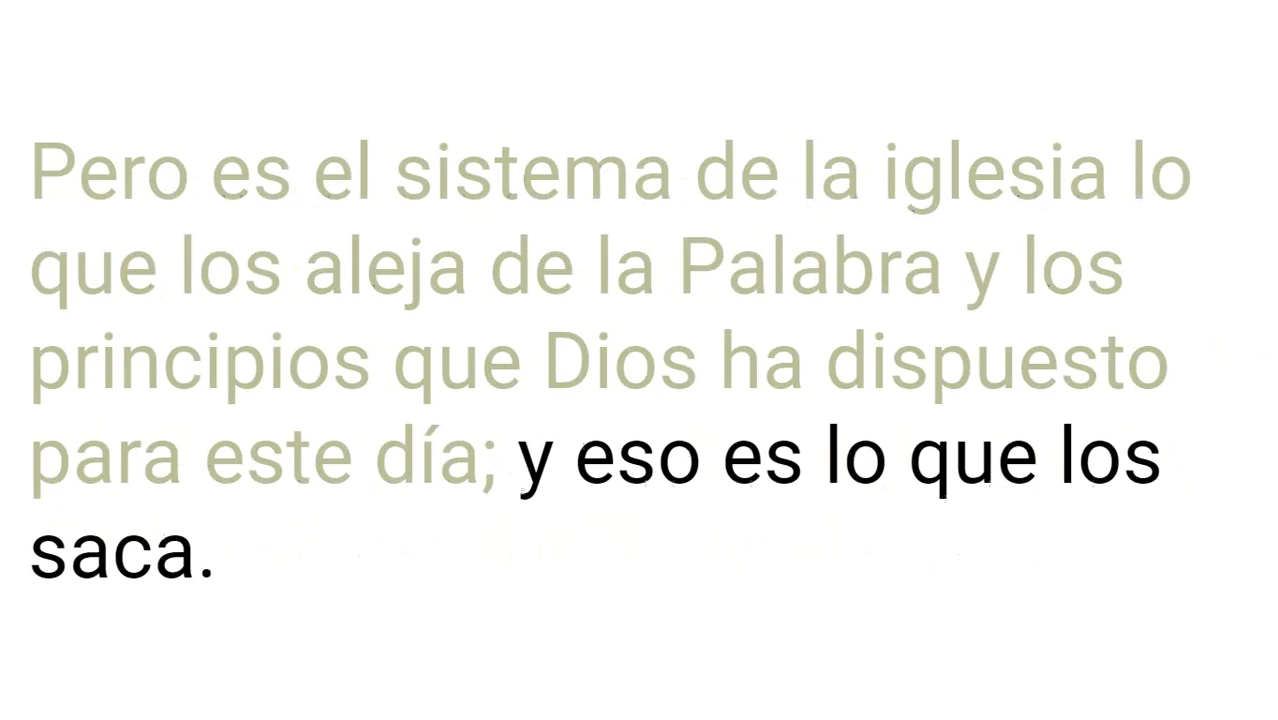 Pero es el sistema de la iglesia lo
que los aleja de la Palabra y los
principios que Dios ha dispuesto
para este día; y eso es lo que los
saca.